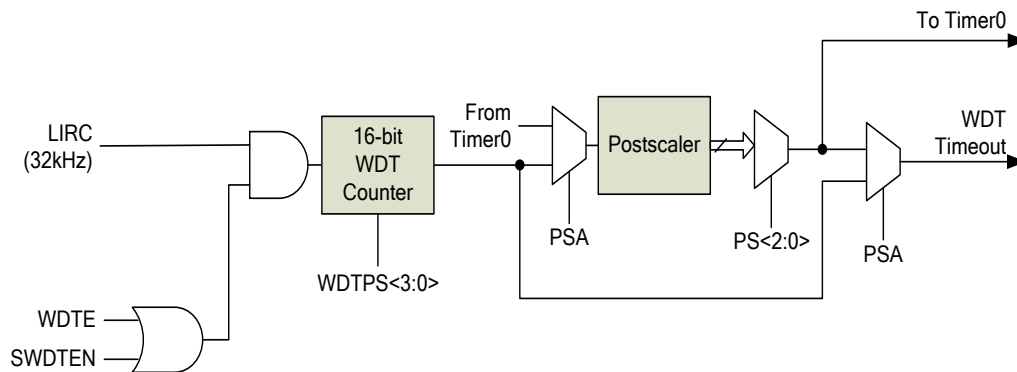 To Timer0
LIRC
(32kHz)
16-bit
WDT
Counter
From
Timer0
Postscaler
WDT
Timeout
PSA
PS<2:0>
PSA
WDTPS<3:0>
WDTE
SWDTEN